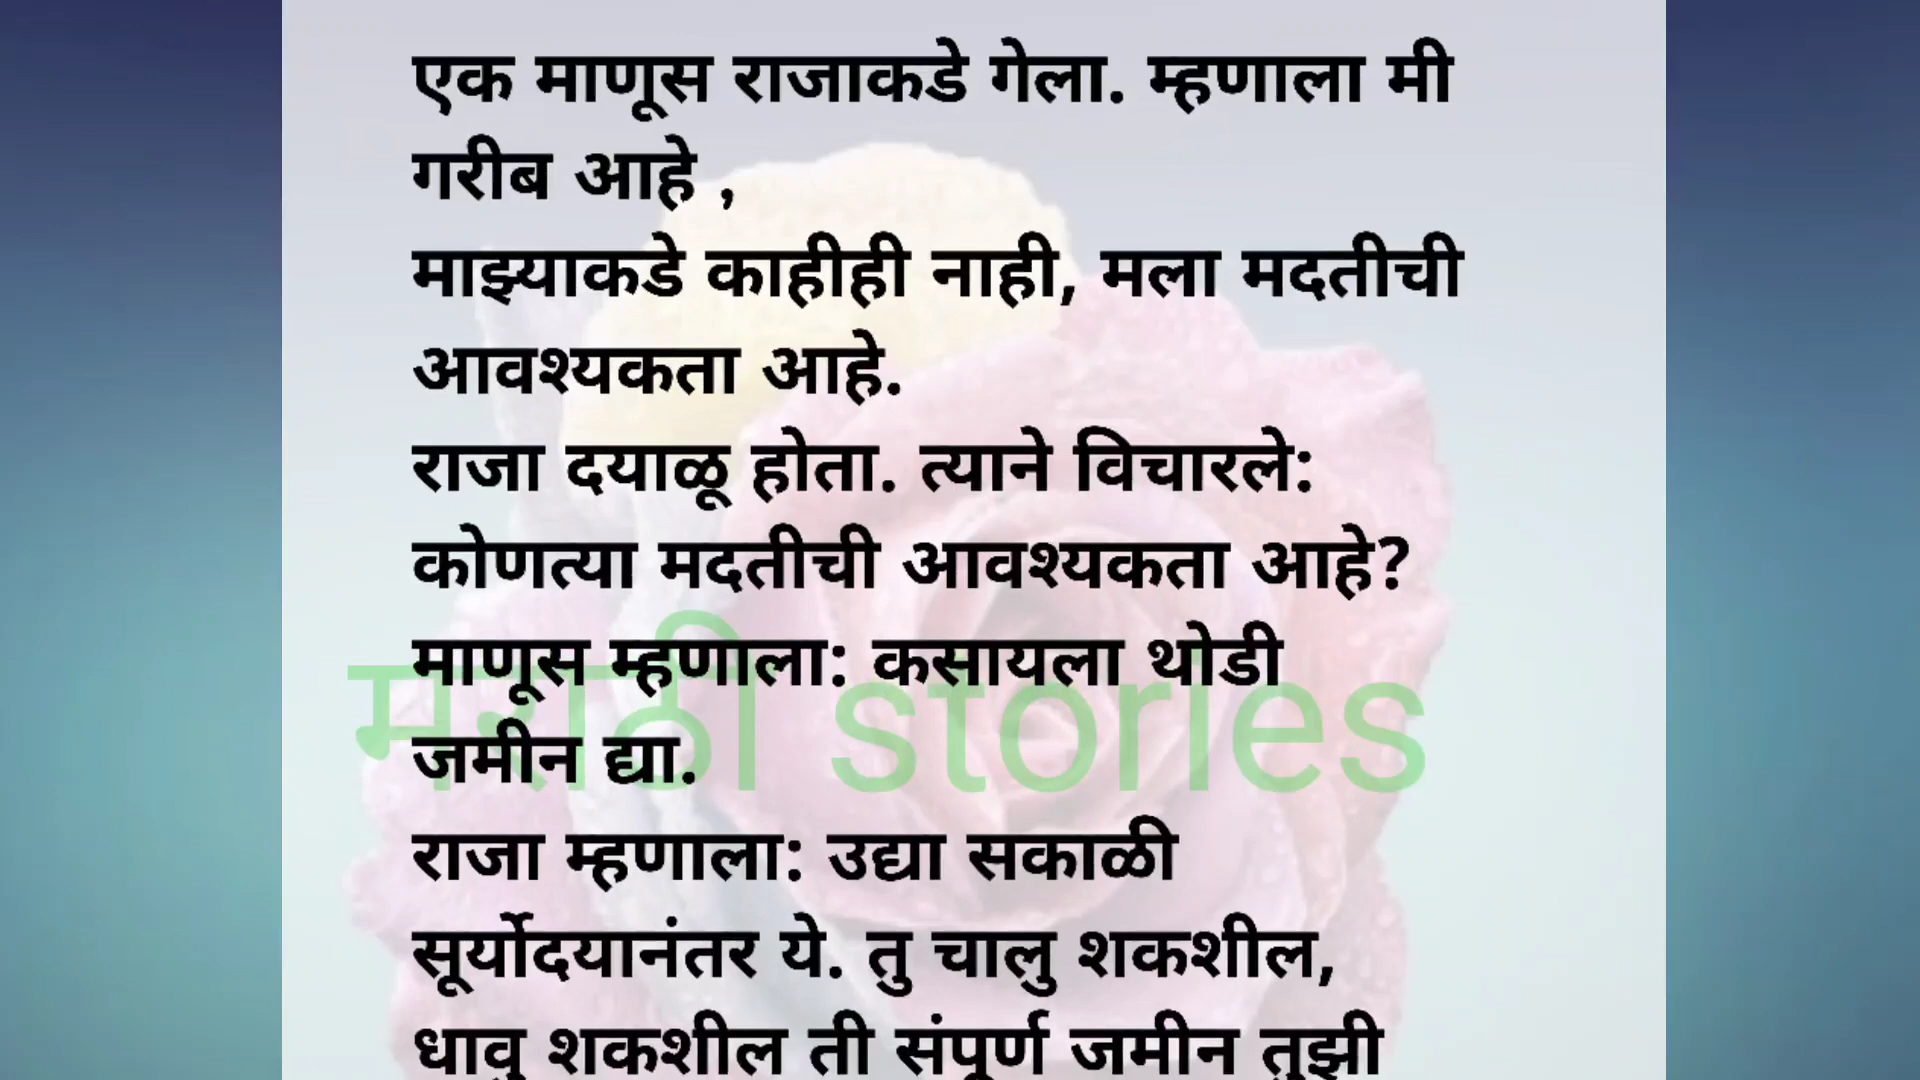 एक माणूस राजाकडे गेला. म्हणाला मी
गरीब आहे ,
माझ्याकडे काहीही नाही, मला मदतीची
आवश्यकता आहे.
राजा दयाळू होता. त्याने विचारले:
कोणत्या मदतीची आवश्यकता आहे?
माणूस म्हणाला: कसायला थोडी
मराठी stories
जमीन द्या.
राजा म्हणाला: उद्या सकाळी
सूर्योदयानंतर ये. तु चालु शकशील,
धावु शकशील ती संपूर्ण जमीन तुझी